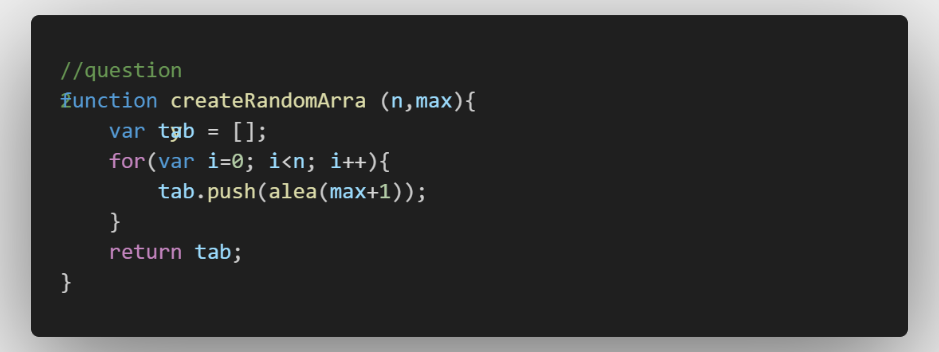 //question
function createRandomArra (n,max){
    var tab = [];
    for(var i=0; i<n; i++){
        tab.push(alea(max+1));
    }
    return tab;
}